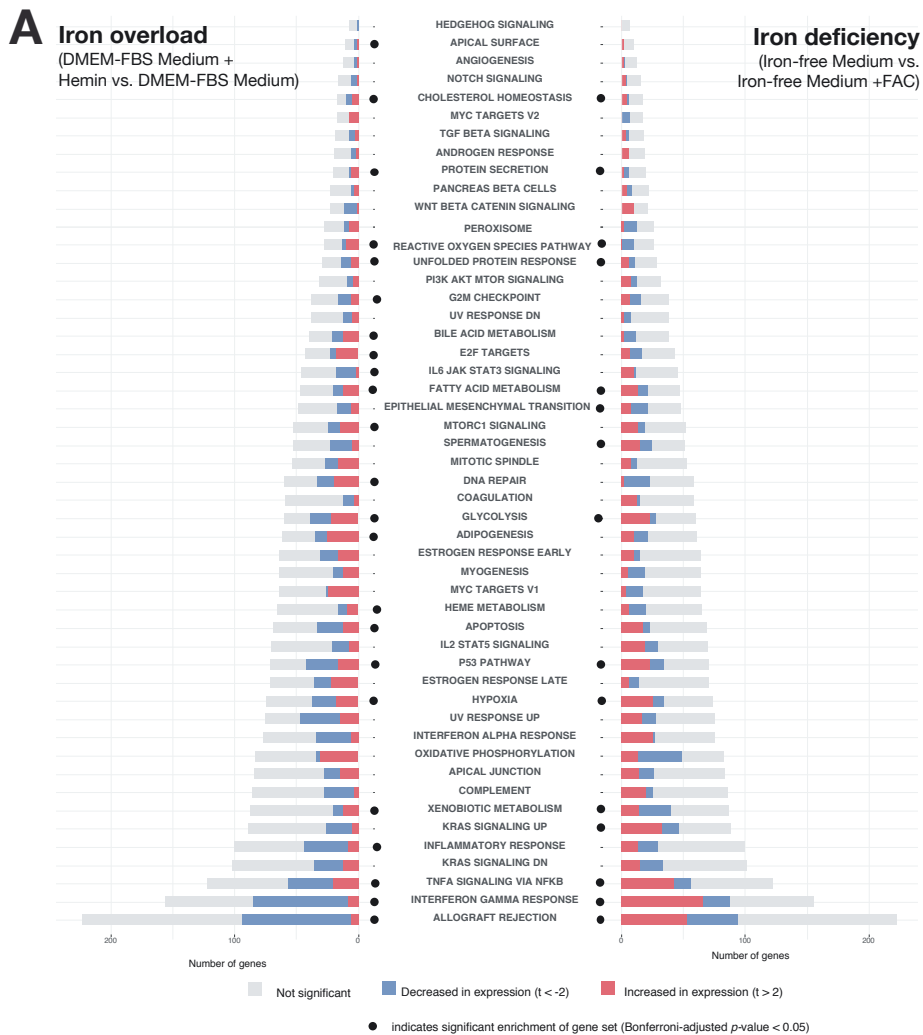 A
Iron overload
(DMEM-FBS Medium +
Hemin vs. DMEM-FBS Medium)
Iron deficiency
(Iron-free Medium vs.
Iron-free Medium +FAC)
HEDGEHOG SIGNALING
APICAL SURFACE
ANGIOGENESIS
NOTCH SIGNALING
CHOLESTEROL HOMEOSTASIS
MYC TARGETS V2
TGF BETA SIGNALING
ANDROGEN RESPONSE
PROTEIN SECRETION
PANCREAS BETA CELLS
WNT BETA CATENIN SIGNALING
PEROXISOME
REACTIVE OXYGEN SPECIES PATHWAY
UNFOLDED PROTEIN RESPONSE
PI3K AKT MTOR SIGNALING
G2M CHECKPOINT
UV RESPONSE DN
BILE ACID METABOLISM
E2F TARGETS
IL6 JAK STAT3 SIGNALING
FATTY ACID METABOLISM
EPITHELIAL MESENCHYMAL TRANSITION
MTORC1 SIGNALING
SPERMATOGENESIS
MITOTIC SPINDLE
DNA REPAIR
COAGULATION
GLYCOLYSIS
ADIPOGENESIS
ESTROGEN RESPONSE EARLY
MYOGENESIS
MYC TARGETS V1
HEME METABOLISM
APOPTOSIS
IL2 STAT5 SIGNALING
P53 PATHWAY
ESTROGEN RESPONSE LATE
HYPOXIA
UV RESPONSE UP
INTERFERON ALPHA RESPONSE
OXIDATIVE PHOSPHORYLATION
APICAL JUNCTION
COMPLEMENT
XENOBIOTIC METABOLISM
KRAS SIGNALING UP
INFLAMMATORY RESPONSE
KRAS SIGNALING DN
TNFA SIGNALING VIA NFKB
INTERFERON GAMMA RESPONSE
ALLOGRAFT REJECTION
200 100 0 0 100 200
Number of genes Number of genes
Not significant Decreased in expression (t < -2) Increased in expression (t > 2)
indicates significant enrichment of gene set (Bonferroni-adjusted p-value < 0.05)